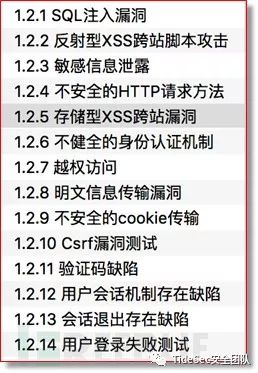 1.2.1 SQL注入漏洞
1.2.2 反射型XSS跨站脚本攻击
1.2.3 敏感信息泄露
1.2.4 不安全的HTTP请求方法
1.2.5 存储型XSS跨站漏洞
1.2.6 不健全的身份认证机制
1.2.7 越权访问
1.2.8 明文信息传输漏洞
1.2.9 不安全的cookie传输
1.2.10 Csrf漏洞测试
1.2.11 验证码缺陷
1.2.12 用户会话机制存在缺陷
1.2.13 会话退出存在缺陷
1.2.14 用户登录失败测试
TideSec安全团队